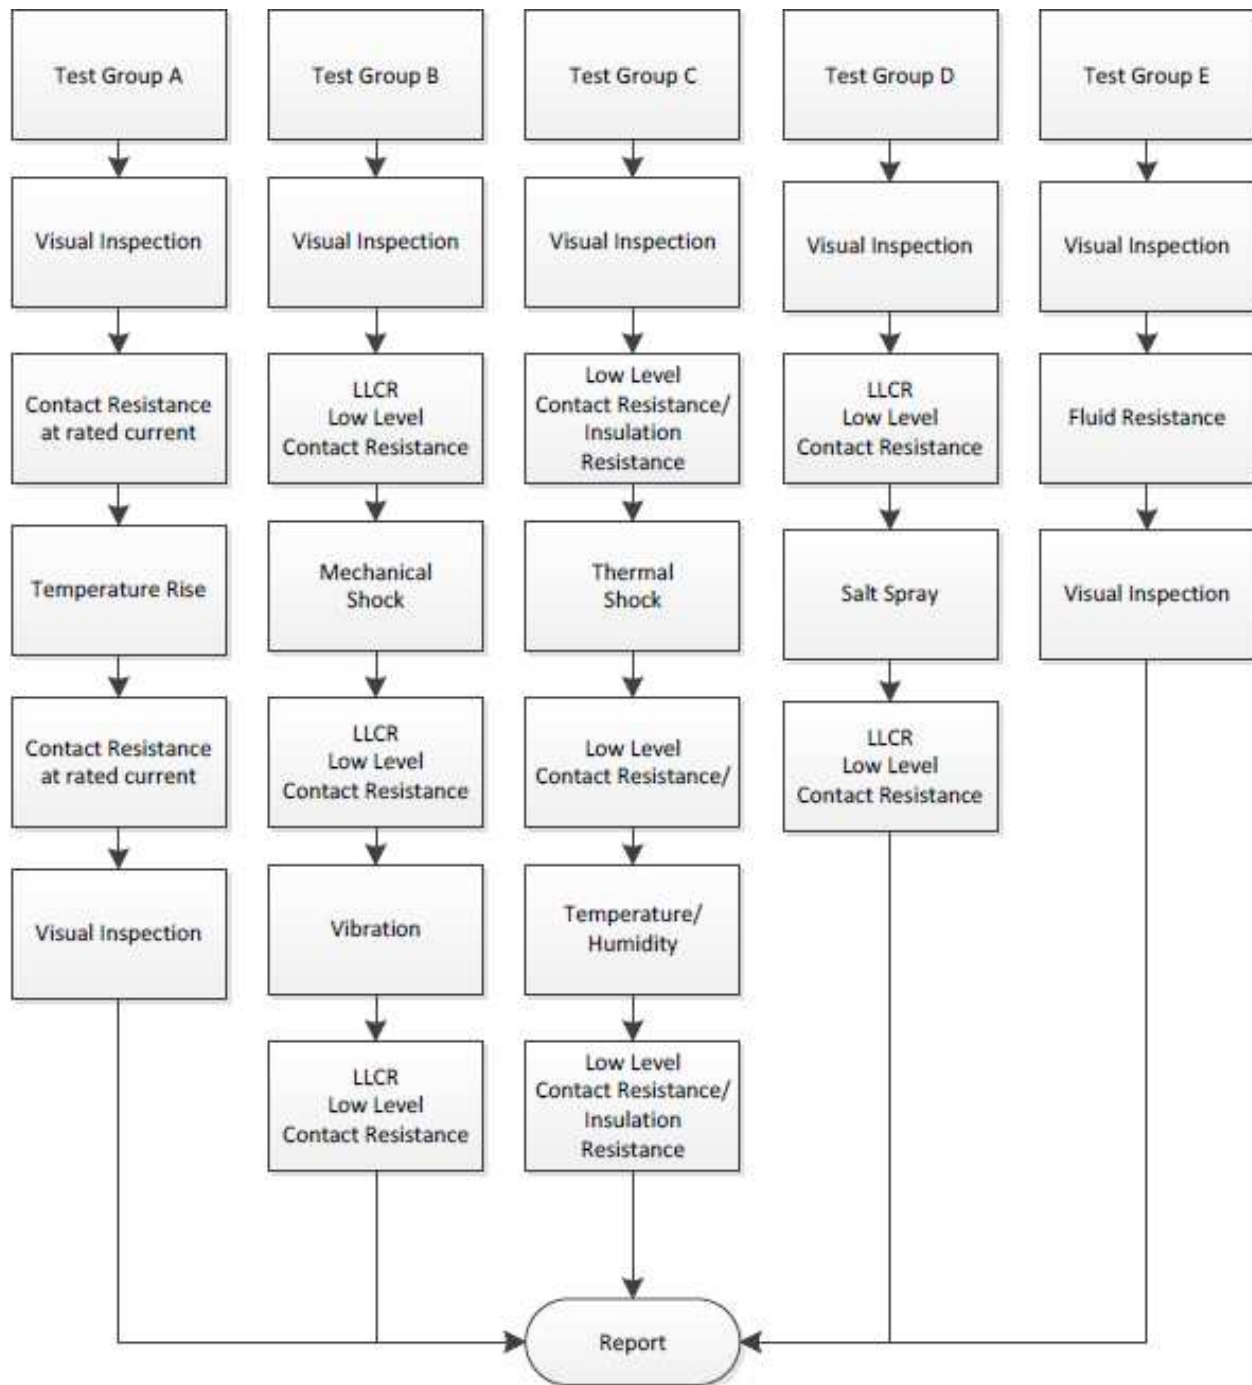 Test Group A
Test Group B
Test Group C
Test Group D
Test Group E
Visual Inspection
Visual Inspection
Visual Inspection
Visual Inspection
Visual Inspection
Contact Resistance
at rated current
LLCR
Low Level
Contact Resistance
Low Level
Contact Resistance/
Insulation
Resistance
LLCR
Low Level
Contact Resistance
Fluid Resistance
Temperature Rise
Mechanical
Shock
Thermal
Shock
Salt Spray
Visual Inspection
Contact Resistance
at rated current
LLCR
Low Level
Contact Resistance
Low Level
Contact Resistance/
LLCR
Low Level
Contact Resistance
Visual Inspection
Vibration
Temperature/
Humidity
LLCR
Low Level
Contact Resistance
Low Level
Contact Resistance/
Insulation
Resistance
Report